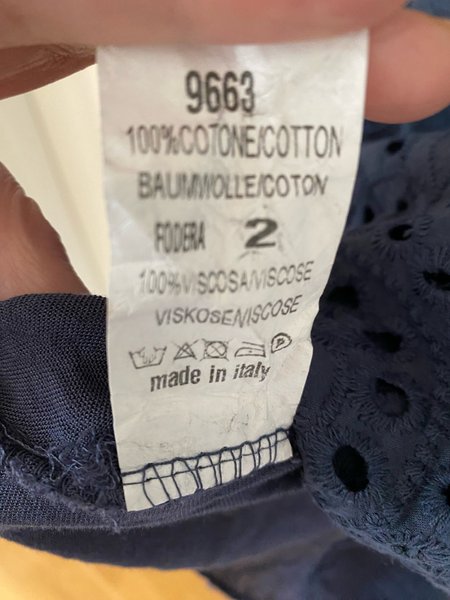 9663
100%COTONE/COTTON
BAUMWOLLE/COTON
FODERA 2
100%VISCOSA/VISCOSE
VISKOSE/VISCOSE
P
made in italy